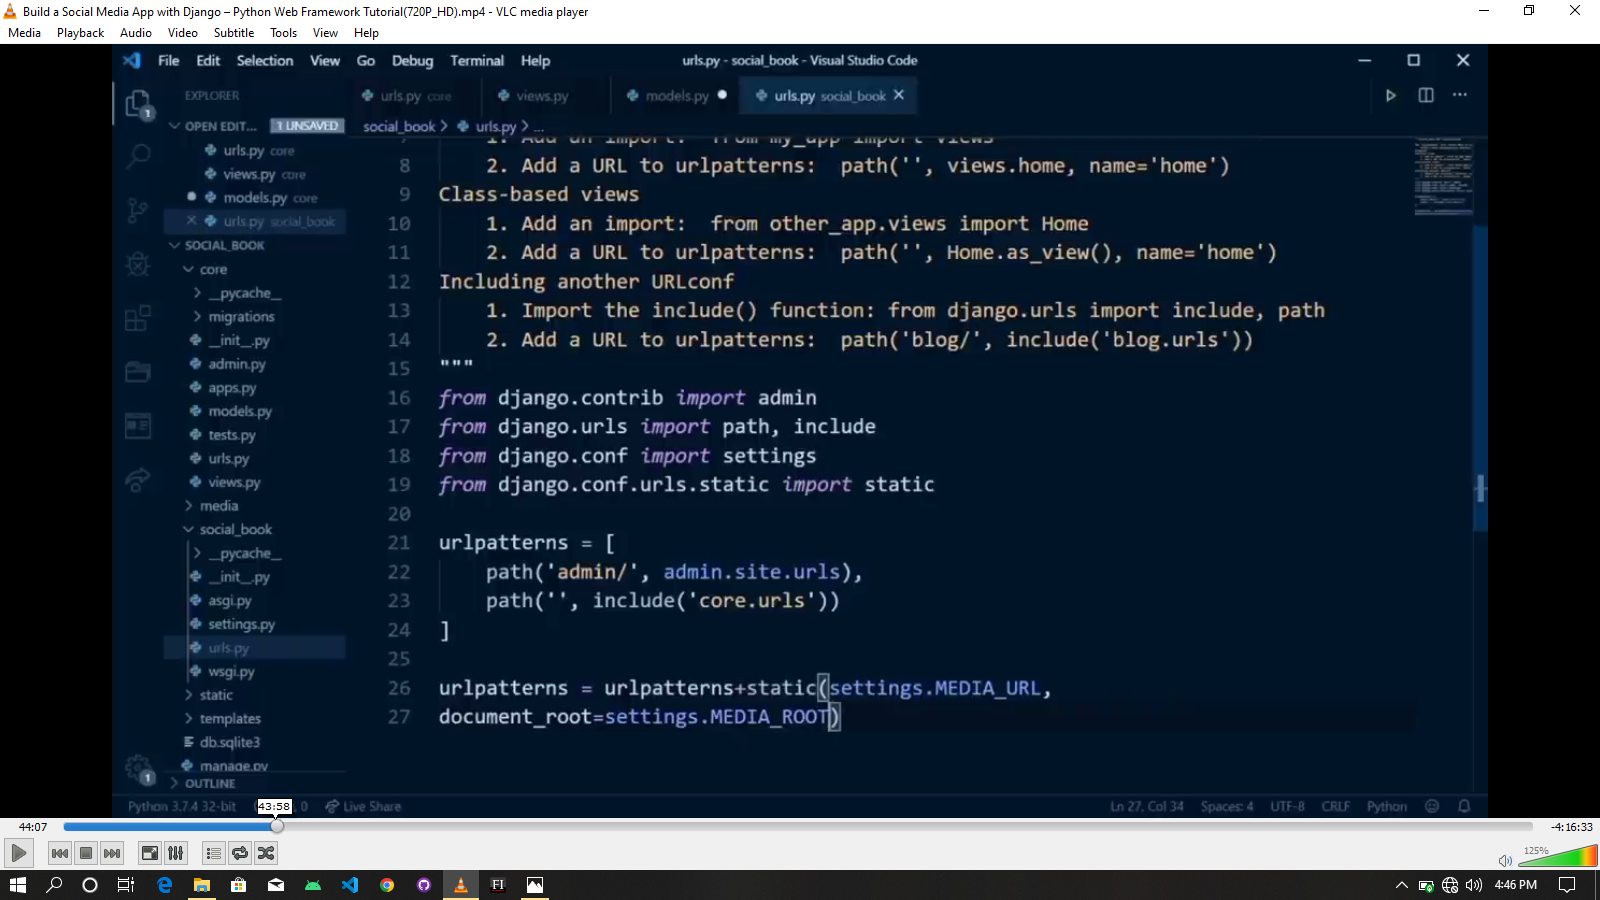 Build a Social Media App with Django – Python Web Framework Tutorial(720P_HD).mp4 - VLC media player
Media Playback Audio Video Subtitle Tools View Help
File Edit Selection View Go Debug Terminal Help urls.py - social_book - Visual Studio Code
EXPLORER urls.py core views.py models.py urls.py social_book
OPEN EDIT... 1 UNSAVED social_book > urls.py > ...
urls.py core
views.py core
models.py core
urls.py social_book
SOCIAL_BOOK
core
__pycache__
migrations
__init__.py
admin.py
apps.py
models.py
tests.py
urls.py
views.py
media
social_book
__pycache__
__init__.py
asgi.py
settings.py
urls.py
wsgi.py
static
templates
db.sqlite3
manage.py
OUTLINE
7 1. Add an import: from my_app import views
8 2. Add a URL to urlpatterns: path('', views.home, name='home')
9 Class-based views
10 1. Add an import: from other_app.views import Home
11 2. Add a URL to urlpatterns: path('', Home.as_view(), name='home')
12 Including another URLconf
13 1. Import the include() function: from django.urls import include, path
14 2. Add a URL to urlpatterns: path('blog/', include('blog.urls'))
15 """
16 from django.contrib import admin
17 from django.urls import path, include
18 from django.conf import settings
19 from django.conf.urls.static import static
20
21 urlpatterns = [
22 path('admin/', admin.site.urls),
23 path('', include('core.urls'))
24 ]
25
26 urlpatterns = urlpatterns+static(settings.MEDIA_URL,
27 document_root=settings.MEDIA_ROOT)
1
1
Python 3.7.4 32-bit 0 Live Share Ln 27, Col 34 Spaces: 4 UTF-8 CRLF Python
43:58
44:07 -4:16:33
125%
FI 4:46 PM